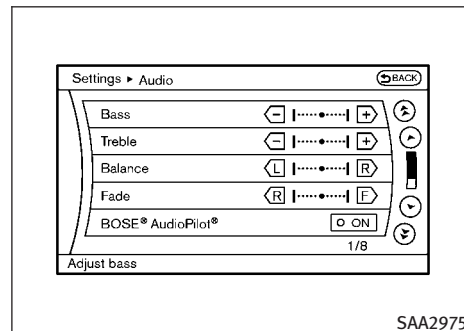 Settings ▸ Audio BACK
Bass - +
Treble - +
Balance L R
Fade R F
BOSE® AudioPilot® ON
1/8
Adjust bass
SAA2975